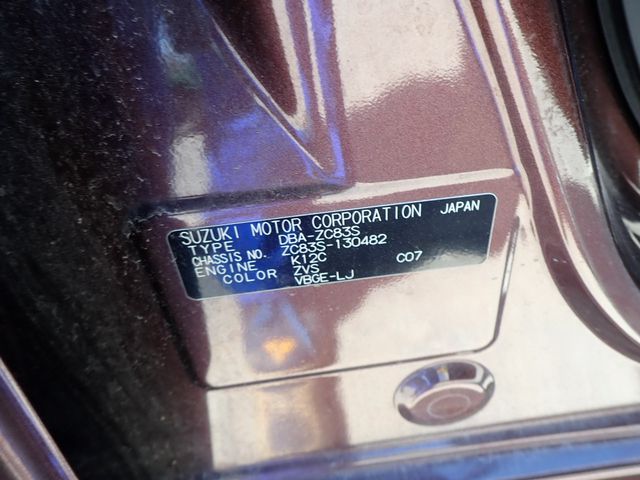 SUZUKI MOTOR CORPORATION JAPAN
TYPE DBA-ZC83S
CHASSIS NO. ZC83S-130482
ENGINE K12C C07
COLOR ZVS
VBGE-LJ